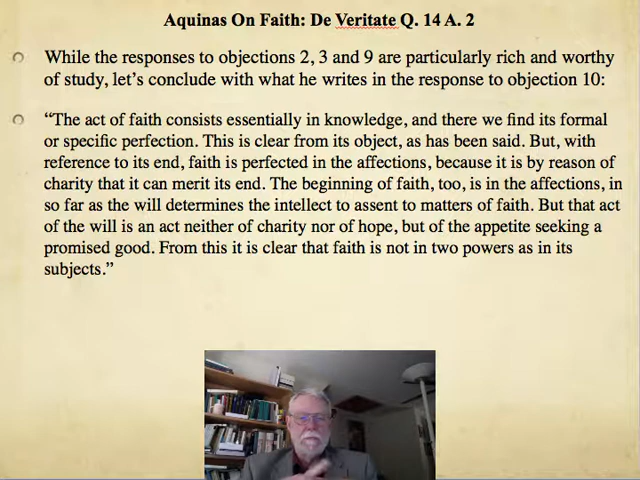 Aquinas On Faith: De Veritate Q. 14 A. 2
While the responses to objections 2, 3 and 9 are particularly rich and worthy
of study, let’s conclude with what he writes in the response to objection 10:
“The act of faith consists essentially in knowledge, and there we find its formal
or specific perfection. This is clear from its object, as has been said. But, with
reference to its end, faith is perfected in the affections, because it is by reason of
charity that it can merit its end. The beginning of faith, too, is in the affections, in
so far as the will determines the intellect to assent to matters of faith. But that act
of the will is an act neither of charity nor of hope, but of the appetite seeking a
promised good. From this it is clear that faith is not in two powers as in its
subjects.”